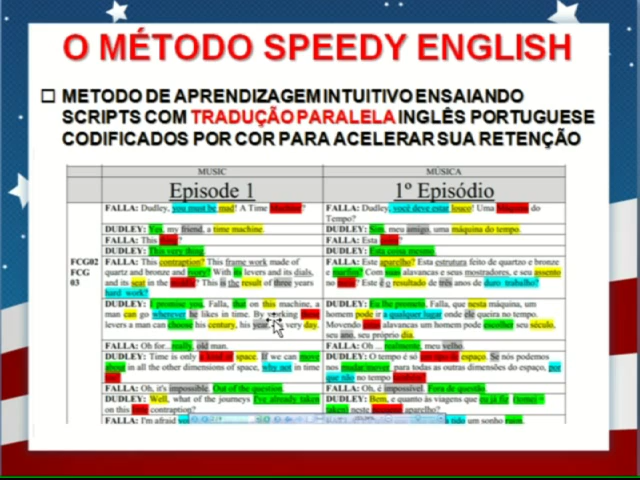 O MÉTODO SPEEDY ENGLISH
METODO DE APRENDIZAGEM INTUITIVO ENSAIANDO
SCRIPTS COM TRADUÇÃO PARALELA INGLÊS PORTUGUESE
CODIFICADOS POR COR PARA ACELERAR SUA RETENÇÃO
MUSIC
MÚSICA
Episode 1
1º Episódio
FALLA: Dudley, you must be mad! A Time
FALLA: Dudley, você deve estar louco! Uma Máquina do
Tempo?
DUDLEY: Yes, my friend, a time machine.
DUDLEY: Sim, meu amigo, uma máquina do tempo.
FALLA: This
FALLA: Esta
DUDLEY: This very thing.
DUDLEY: Esta coisa mesmo.
FCG02
FCG
03
FALLA: This contraption? This frame work made of
quartz and bronze and ivory? With its levers and its dials,
and its seat in the middle? This is the result of three years
hard work?
FALLA: Este aparelho? Esta estrutura feito de quartzo e bronze
e marfim? Com suas alavancas e seus mostradores, e seu assento
no meio? Este é o resultado de três anos de duro trabalho?
DUDLEY: I promise you, Falla, that on this machine, a
man can go wherever he likes in time. By working these
levers a man can choose his century, his year, his very day.
DUDLEY: Eu lhe prometo, Falla, que nesta máquina, um
homem pode ir a qualquer lugar onde ele queira no tempo.
Movendo estas alavancas um homem pode escolher seu século,
seu ano, seu próprio dia.
FALLA: Oh for... really, old man.
FALLA: Oh ... realmente, meu velho.
DUDLEY: Time is only a kind of space. If we can move
about in all the other dimensions of space, why not in time
DUDLEY: O tempo é só um tipo de espaço. Se nós podemos
nos mudar/mover para todas as outras dimensões do espaço, por
que não no tempo
FALLA: Oh, it's impossible. Out of the question.
FALLA: Oh, é impossível. Fora de questão.
DUDLEY: Well, what of the journeys I've already taken
on this contraption?
DUDLEY: Bem, e quanto às viagens que eu já fiz (tomei =
taken) neste aparelho?
FALLA: I'm afraid